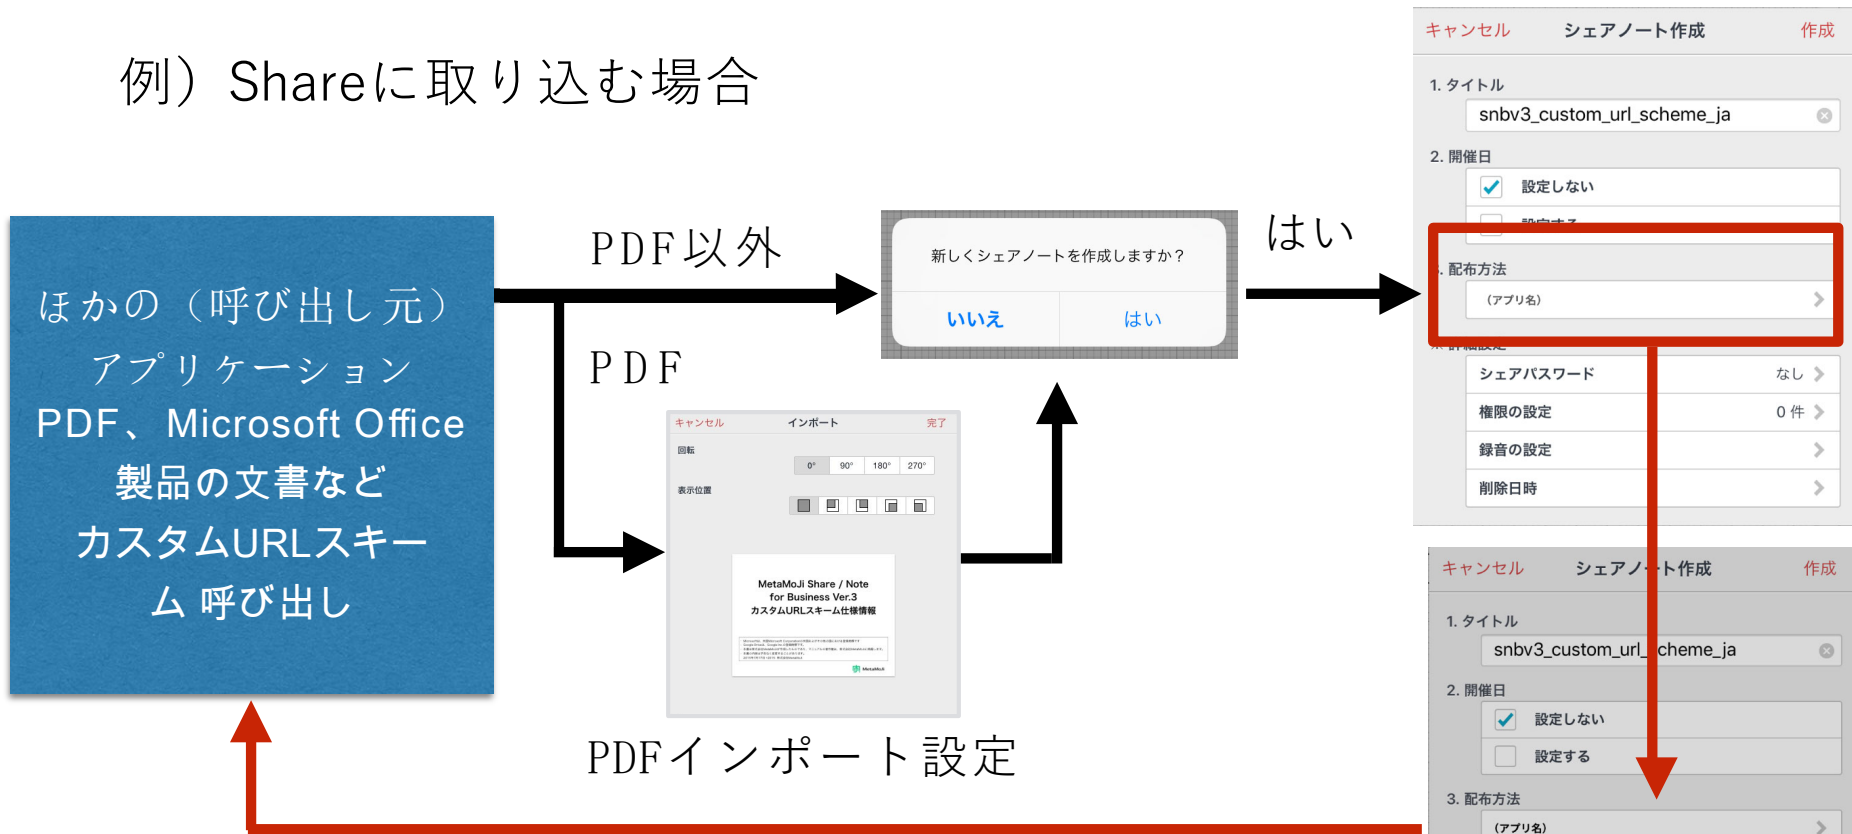 例）Shareに取り込む場合
ほかの（呼び出し元）
アプリケーション
PDF、Microsoft Office
製品の文書など
カスタムURLスキー
ム 呼び出し
PDF以外
PDF
新しくシェアノートを作成しますか？
いいえ
はい
はい
キャンセル
インポート
完了
回転
0°
90°
180°
270°
表示位置
MetaMoJi Share / Note
for Business Ver.3
カスタムURLスキーム仕様情報
MetaMoJi
PDFインポート設定
キャンセル
シェアノート作成
作成
1. タイトル
snbv3_custom_url_scheme_ja
2. 開催日
設定しない
設定する
3. 配布方法
（アプリ名）
シェアパスワード
なし
権限の設定
0 件
録音の設定
削除日時
キャンセル
シェアノート作成
作成
1. タイトル
snbv3_custom_url_scheme_ja
2. 開催日
設定しない
設定する
3. 配布方法
（アプリ名）